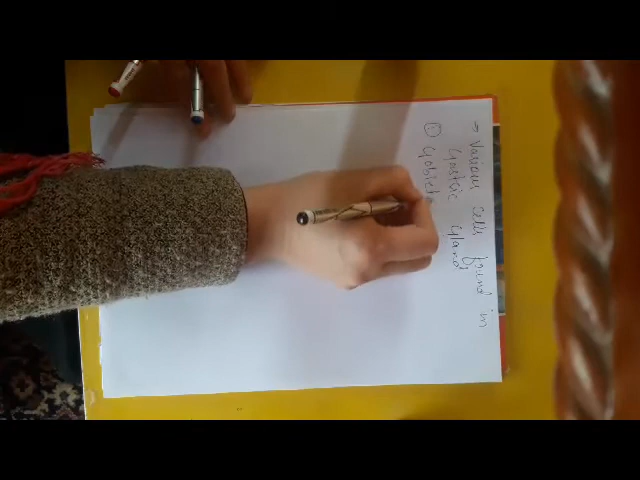 → Various cells found in
Gastric Gland
① Goblet